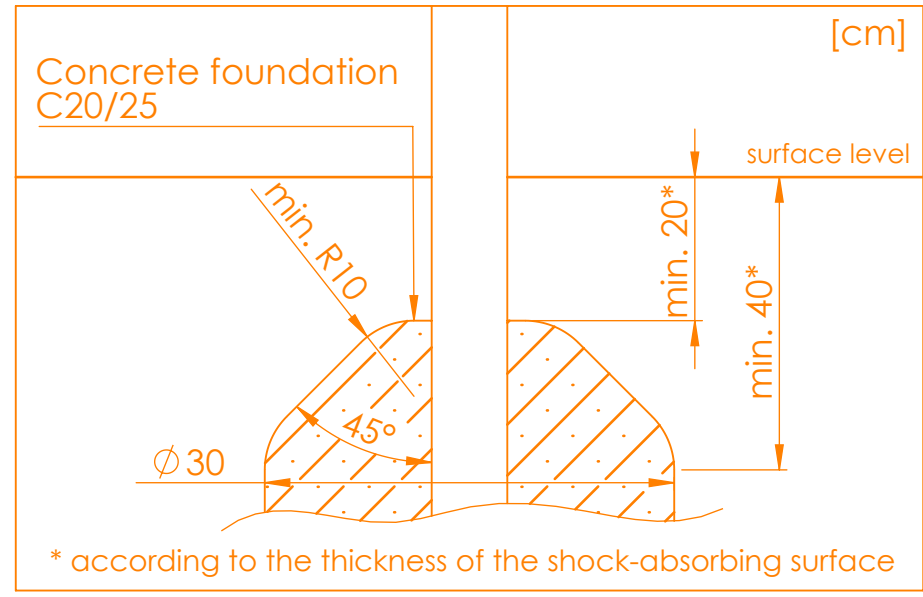 [cm]
Concrete foundation
C20/25
surface level
min. R10
min. 20*
min. 40*
45°
∅30
* according to the thickness of the shock-absorbing surface